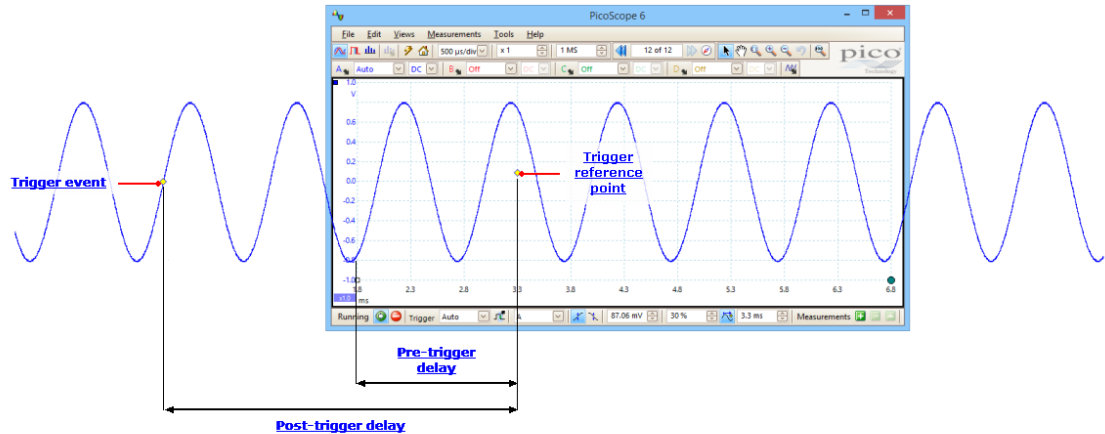 PicoScope 6
File Edit Views Measurements Tools Help
500 µs/div x 1 1 MS 12 of 12
pico
Technology
A Auto DC B Off DC C Off DC D Off DC
1.0
V
0.6
0.4
0.2
0.0
-0.2
-0.4
-0.6
-0.8
-1.0
Trigger event
Trigger
reference
point
1.8 2.3 2.8 3.3 3.8 4.3 4.8 5.3 5.8 6.3 6.8
x1.0 ms
Running Trigger Auto A 87.06 mV 30 % 3.3 ms Measurements
Pre-trigger
delay
Post-trigger delay